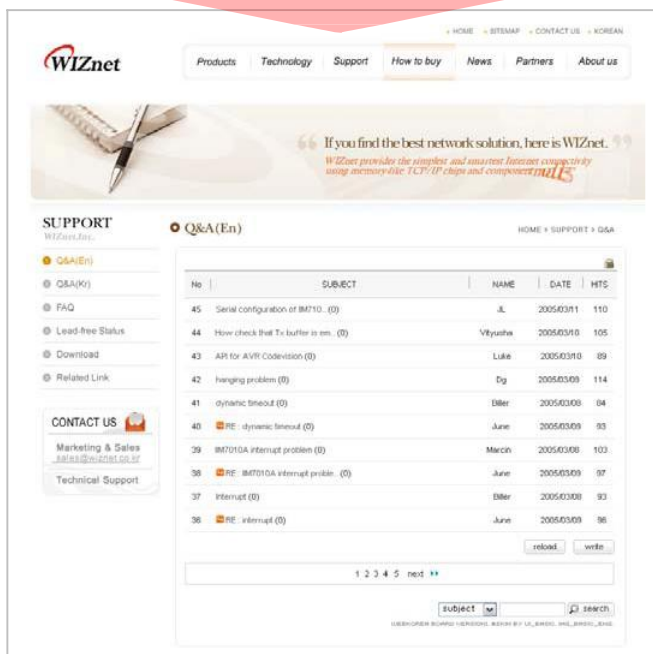 HOME SITEMAP CONTACT US KOREAN
WIZnet
Products Technology Support How to buy News Partners About us
If you find the best network solution, here is WIZnet.
WIZnet provides the simplest and smartest Internet connectivity
using memory-like TCP/IP chips and component
SUPPORT
WIZnet,Inc.
Q&A(En)
HOME > SUPPORT > Q&A
Q&A(En)
Q&A(Kr)
FAQ
Lead-free Status
Download
Related Link
CONTACT US
Marketing & Sales
sales@wiznet.co.kr
Technical Support
No SUBJECT NAME DATE HITS
45 Serial configuration of IIM710.. (0) JL 2005/03/11 110
44 How check that Tx buffer is em.. (0) Vityusha 2005/03/10 105
43 API for AVR Codevision (0) Luke 2005/03/10 89
42 hanging problem (0) Dg 2005/03/09 114
41 dynamic timeout (0) Biller 2005/03/08 84
40 RE : dynamic timeout (0) June 2005/03/09 93
39 IIM7010A interrupt problem (0) Marcin 2005/03/08 103
38 RE : IIM7010A interrupt proble.. (0) June 2005/03/09 97
37 Interrupt (0) Biller 2005/03/08 93
36 RE : interrupt (0) June 2005/03/09 98
reload write
1 2 3 4 5 next
subject search